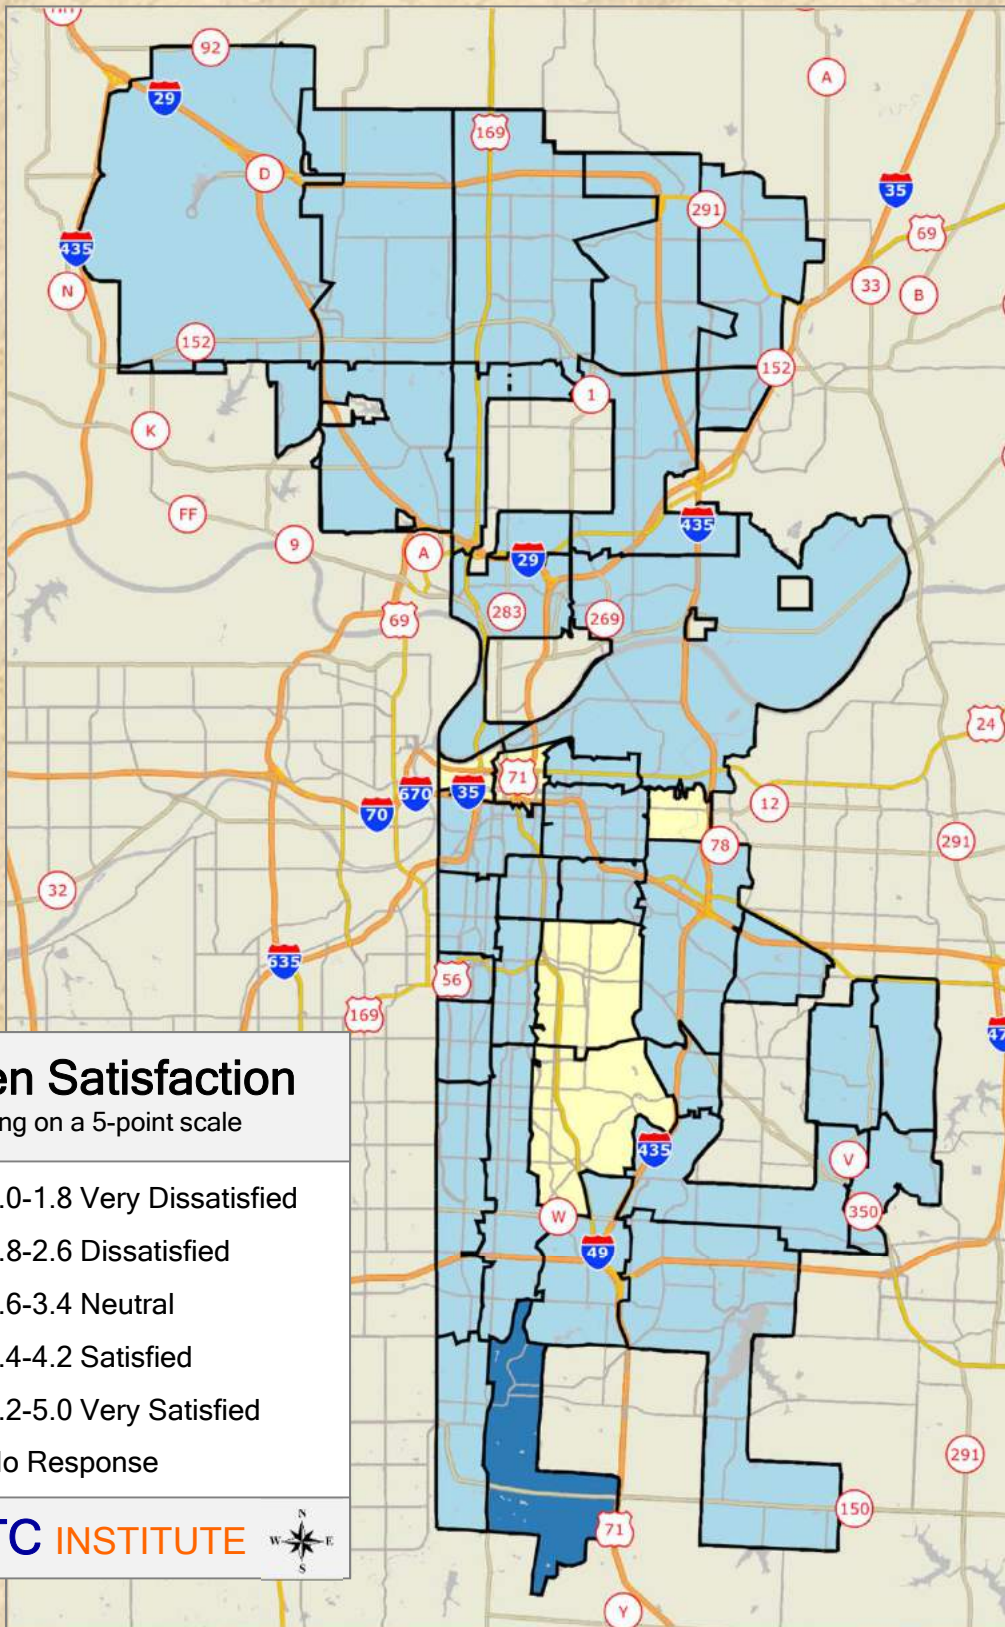 92
A
29
169
D
35
291
69
435
N
33
B
152
152
1
K
FF
435
9
A
29
283
269
69
24
71
35
670
70
12
78
291
32
635
56
169
47
en Satisfaction
ng on a 5-point scale
435
V
.0-1.8 Very Dissatisfied
350
W
.8-2.6 Dissatisfied
49
.6-3.4 Neutral
.4-4.2 Satisfied
.2-5.0 Very Satisfied
lo Response
291
150
TC INSTITUTE
N
W E
S
71
Y